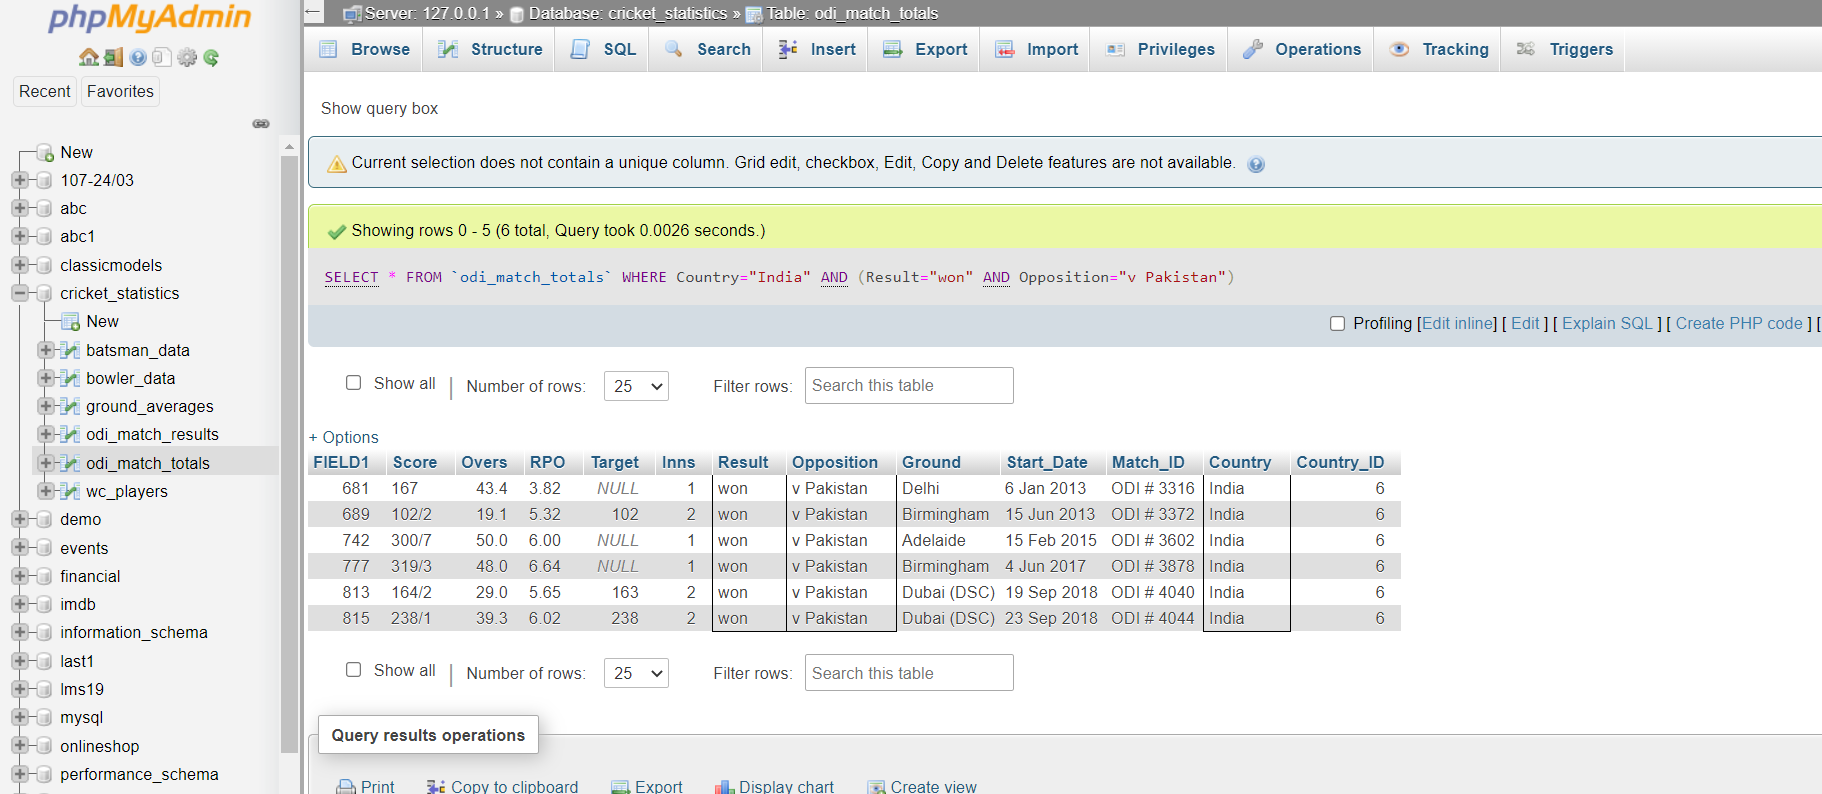 phpMyAdmin
Recent Favorites
New
107-24/03
abc
abc1
classicmodels
cricket_statistics
New
batsman_data
bowler_data
ground_averages
odi_match_results
odi_match_totals
wc_players
demo
events
financial
imdb
information_schema
last1
lms19
mysql
onlineshop
performance_schema
Server: 127.0.0.1 » Database: cricket_statistics » Table: odi_match_totals
Browse Structure SQL Search Insert Export Import Privileges Operations Tracking Triggers
Show query box
Current selection does not contain a unique column. Grid edit, checkbox, Edit, Copy and Delete features are not available.
Showing rows 0 - 5 (6 total, Query took 0.0026 seconds.)
SELECT * FROM `odi_match_totals` WHERE Country="India" AND (Result="won" AND Opposition="v Pakistan")
Profiling [Edit inline] [ Edit ] [ Explain SQL ] [ Create PHP code ] [
Show all | Number of rows: 25 Filter rows: Search this table
+ Options
FIELD1 Score Overs RPO Target Inns Result Opposition Ground Start_Date Match_ID Country Country_ID
681 167 43.4 3.82 NULL 1 won v Pakistan Delhi 6 Jan 2013 ODI # 3316 India 6
689 102/2 19.1 5.32 102 2 won v Pakistan Birmingham 15 Jun 2013 ODI # 3372 India 6
742 300/7 50.0 6.00 NULL 1 won v Pakistan Adelaide 15 Feb 2015 ODI # 3602 India 6
777 319/3 48.0 6.64 NULL 1 won v Pakistan Birmingham 4 Jun 2017 ODI # 3878 India 6
813 164/2 29.0 5.65 163 2 won v Pakistan Dubai (DSC) 19 Sep 2018 ODI # 4040 India 6
815 238/1 39.3 6.02 238 2 won v Pakistan Dubai (DSC) 23 Sep 2018 ODI # 4044 India 6
Show all | Number of rows: 25 Filter rows: Search this table
Query results operations
Print Copy to clipboard Export Display chart Create view